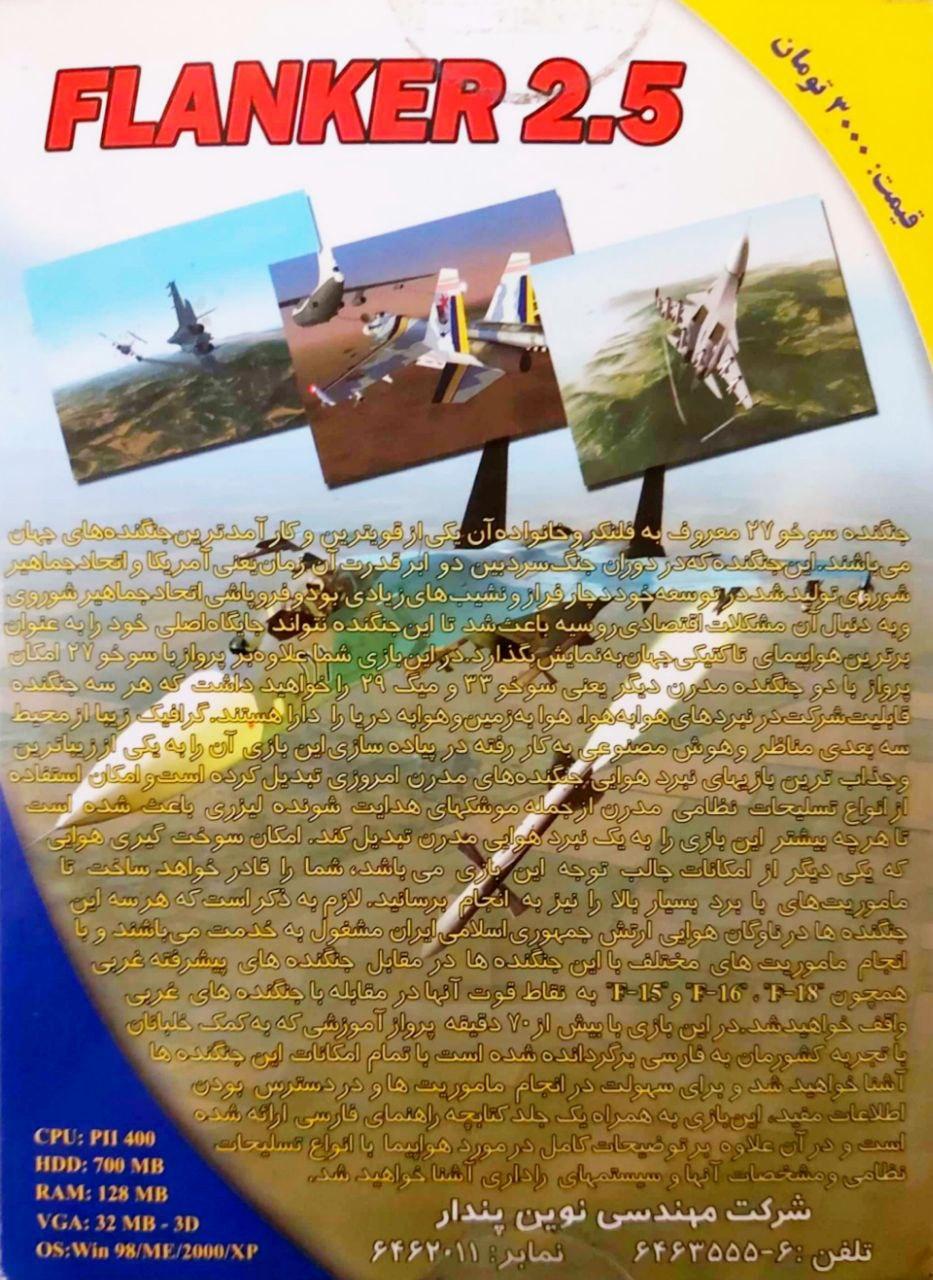 FLANKER 2.5
قیمت: ۳۰۰۰ تومان
جنگنده سوخو ۲۷ معروف به فلنکر و خانواده آن یکی از قویترین و کارآمدترین جنگنده‌های جهان
می‌باشند. این جنگنده که در دوران جنگ سرد بین دو ابر قدرت آن زمان یعنی آمریکا و اتحاد جماهیر
شوروی تولید شد، در توسعه خود دچار فراز و نشیب‌های زیادی بود و فروپاشی اتحاد جماهیر شوروی
و به دنبال آن مشکلات اقتصادی روسیه باعث شد تا این جنگنده نتواند جایگاه اصلی خود را به عنوان
برترین هواپیمای تاکتیکی جهان به نمایش بگذارد. در این بازی شما علاوه بر پرواز با سوخو ۲۷ امکان
پرواز با دو جنگنده مدرن دیگر یعنی سوخو ۳۳ و میگ ۲۹ را خواهید داشت که هر سه جنگنده
قابلیت شرکت در نبردهای هوا به هوا، هوا به زمین و هوا به دریا را دارا هستند. گرافیک زیبا از محیط
سه بعدی مناظر و هوش مصنوعی به کار رفته در پیاده سازی این بازی آن را به یکی از زیباترین
و جذاب ترین بازیهای نبرد هوایی جنگنده‌های مدرن امروزی تبدیل کرده است و امکان استفاده
از انواع تسلیحات نظامی مدرن از جمله موشکهای هدایت شونده لیزری باعث شده است
تا هر چه بیشتر این بازی را به یک نبرد هوایی مدرن تبدیل کند. امکان سوخت گیری هوایی
که یکی دیگر از امکانات جالب توجه این بازی می باشد، شما را قادر خواهد ساخت تا
ماموریت‌های با برد بسیار بالا را نیز به انجام برسانید. لازم به ذکر است که هر سه این
جنگنده ها در ناوگان هوایی ارتش جمهوری اسلامی ایران مشغول به خدمت می‌باشند و با
انجام ماموریت های مختلف با این جنگنده ها در مقابل جنگنده های پیشرفته غربی
همچون "F-18" ، "F-16" و "F-15" به نقاط قوت آنها در مقابله با جنگنده های غربی
واقف خواهید شد. در این بازی با بیش از ۷۰ دقیقه پرواز آموزشی که به کمک خلبانان
با تجربه کشورمان به فارسی برگردانده شده است با تمام امکانات این جنگنده ها
آشنا خواهید شد و برای سهولت در انجام ماموریت ها و در دسترس بودن
اطلاعات مفید، این بازی به همراه یک جلد کتابچه راهنمای فارسی ارائه شده
است و در آن علاوه بر توضیحات کامل در مورد هواپیما با انواع تسلیحات
نظامی و مشخصات آنها و سیستمهای راداری آشنا خواهید شد.
CPU: PII 400
HDD: 700 MB
RAM: 128 MB
VGA: 32 MB - 3D
OS:Win 98/ME/2000/XP
شرکت مهندسی نوین پندار
تلفن :۶-۶۴۶۳۵۵۵ نمابر: ۶۴۶۲۰۱۱